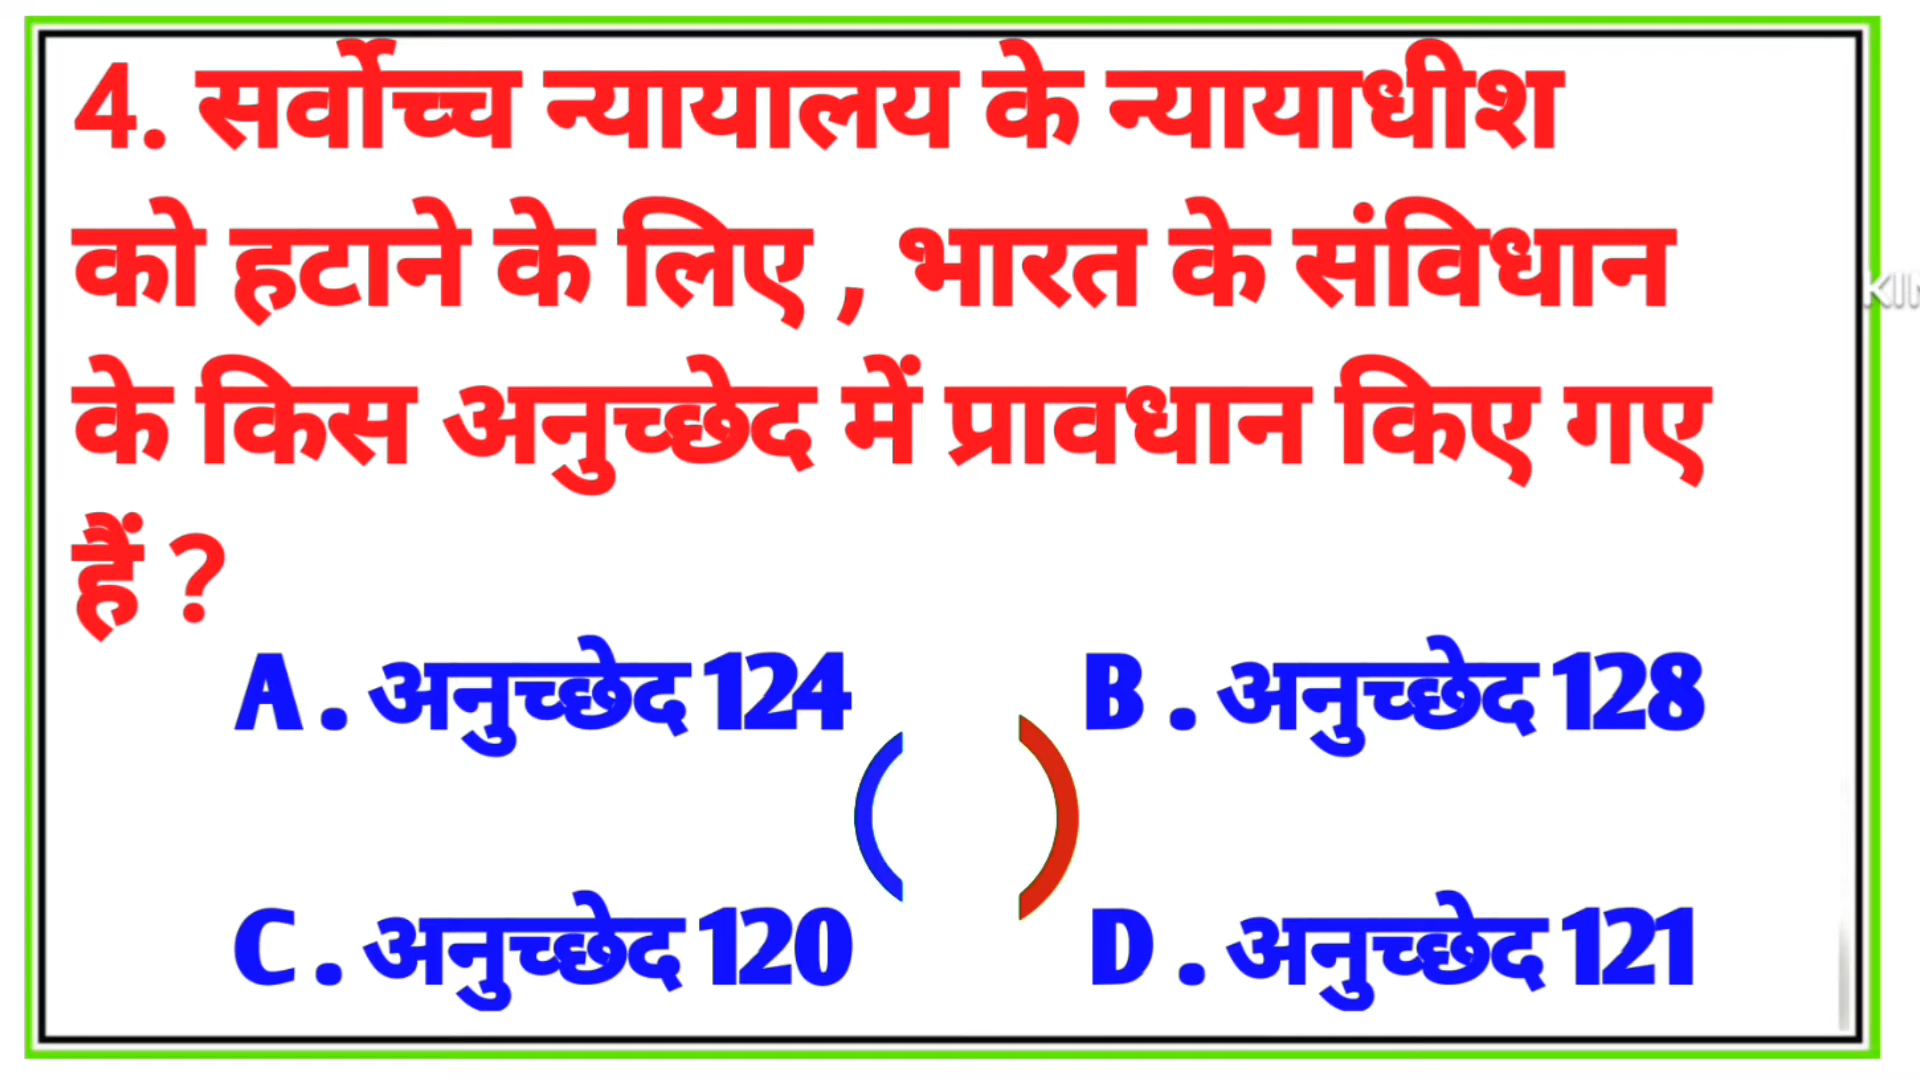 4. सर्वोच्च न्यायालय के न्यायाधीश
को हटाने के लिए , भारत के संविधान
के किस अनुच्छेद में प्रावधान किए गए
हैं ?
A . अनुच्छेद 124
B . अनुच्छेद 128
( )
C . अनुच्छेद 120
D . अनुच्छेद 121